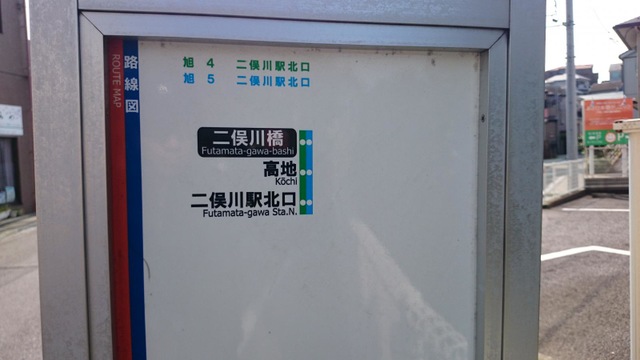 路線図
ROUTE MAP
旭 4 二俣川駅北口
旭 5 二俣川駅北口
二俣川橋
Futamata-gawa-bashi
高地
Kōchi
二俣川駅北口
Futamata-gawa Sta.N.